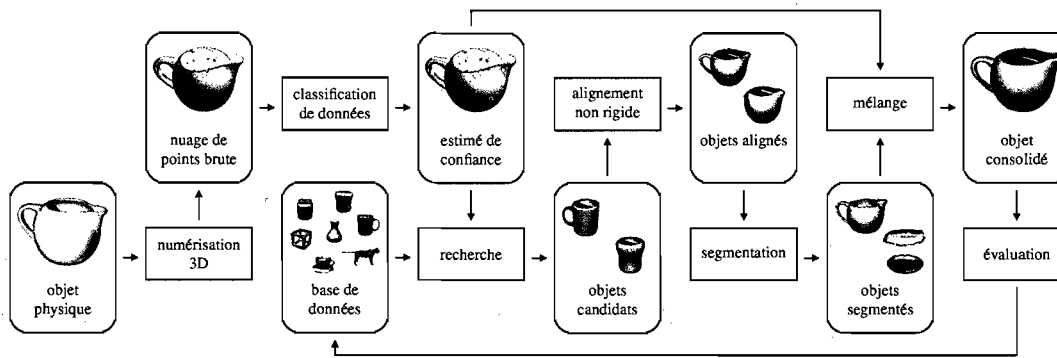 nuage de
points brute
classification
de données
estimé de
confiance
alignement
non rigide
objets alignés
mélange
objet
consolidé
objet
physique
numérisation
3D
base de
données
recherche
objets
candidats
segmentation
objets
segmentés
évaluation